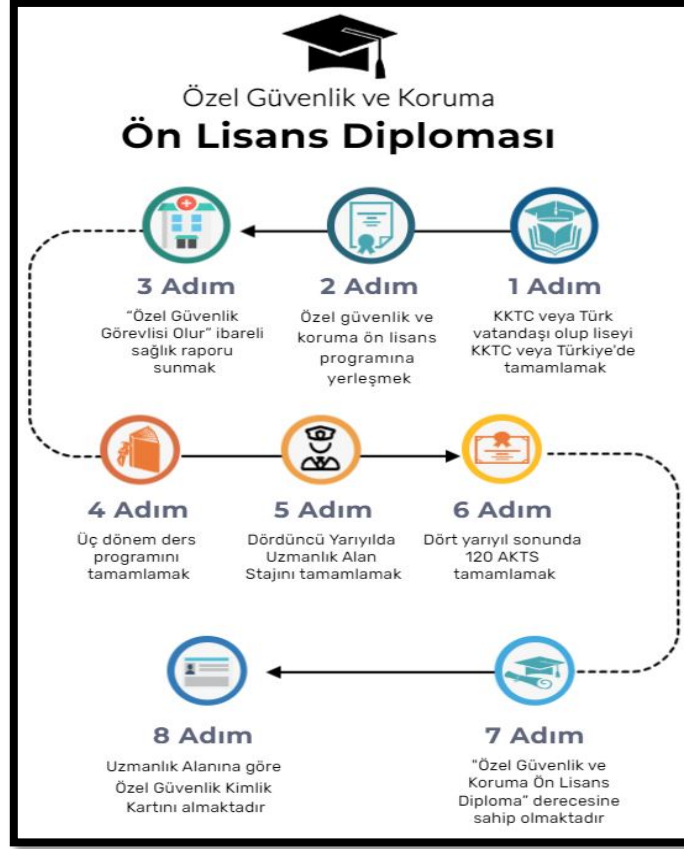 Özel Güvenlik ve Koruma
Ön Lisans Diploması
1 Adım
KKTC veya Türk
vatandaşı olup liseyi
KKTC veya Türkiye'de
tamamlamak
2 Adım
Özel güvenlik ve
koruma ön lisans
programına
yerleşmek
3 Adım
"Özel Güvenlik
Görevlisi Olur" ibareli
sağlık raporu
sunmak
4 Adım
Üç dönem ders
programını
tamamlamak
5 Adım
Dördüncü Yarıyılda
Uzmanlık Alan
Stajını tamamlamak
6 Adım
Dört yarıyıl sonunda
120 AKTS
tamamlamak
7 Adım
"Özel Güvenlik ve
Koruma Ön Lisans
Diploma" derecesine
sahip olmaktadır
8 Adım
Uzmanlık Alanına göre
Özel Güvenlik Kimlik
Kartını almaktadır